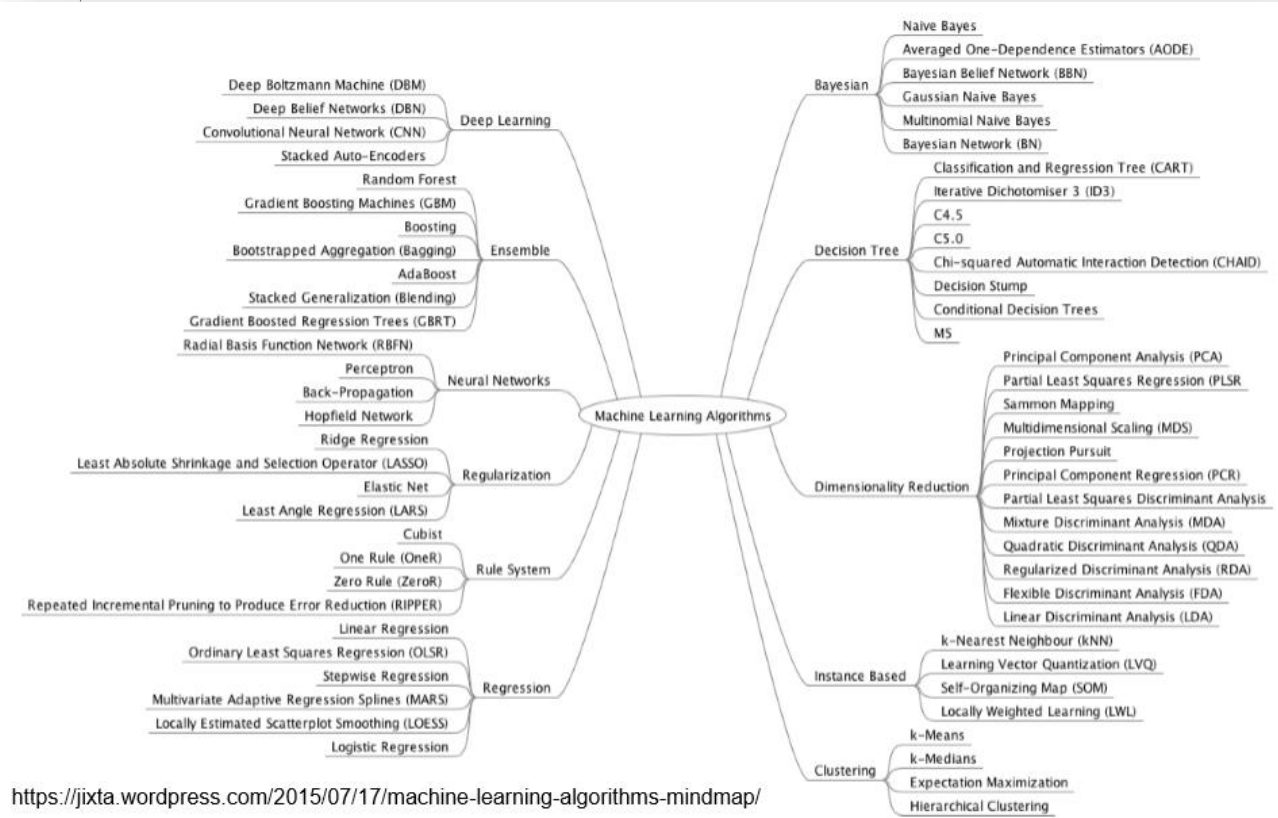 Machine Learning Algorithms
Deep Learning
Deep Boltzmann Machine (DBM)
Deep Belief Networks (DBN)
Convolutional Neural Network (CNN)
Stacked Auto-Encoders
Ensemble
Random Forest
Gradient Boosting Machines (GBM)
Boosting
Bootstrapped Aggregation (Bagging)
AdaBoost
Stacked Generalization (Blending)
Gradient Boosted Regression Trees (GBRT)
Neural Networks
Radial Basis Function Network (RBFN)
Perceptron
Back-Propagation
Hopfield Network
Regularization
Ridge Regression
Least Absolute Shrinkage and Selection Operator (LASSO)
Elastic Net
Least Angle Regression (LARS)
Rule System
Cubist
One Rule (OneR)
Zero Rule (ZeroR)
Repeated Incremental Pruning to Produce Error Reduction (RIPPER)
Regression
Linear Regression
Ordinary Least Squares Regression (OLSR)
Stepwise Regression
Multivariate Adaptive Regression Splines (MARS)
Locally Estimated Scatterplot Smoothing (LOESS)
Logistic Regression
Bayesian
Naive Bayes
Averaged One-Dependence Estimators (AODE)
Bayesian Belief Network (BBN)
Gaussian Naive Bayes
Multinomial Naive Bayes
Bayesian Network (BN)
Decision Tree
Classification and Regression Tree (CART)
Iterative Dichotomiser 3 (ID3)
C4.5
C5.0
Chi-squared Automatic Interaction Detection (CHAID)
Decision Stump
Conditional Decision Trees
M5
Dimensionality Reduction
Principal Component Analysis (PCA)
Partial Least Squares Regression (PLSR
Sammon Mapping
Multidimensional Scaling (MDS)
Projection Pursuit
Principal Component Regression (PCR)
Partial Least Squares Discriminant Analysis
Mixture Discriminant Analysis (MDA)
Quadratic Discriminant Analysis (QDA)
Regularized Discriminant Analysis (RDA)
Flexible Discriminant Analysis (FDA)
Linear Discriminant Analysis (LDA)
Instance Based
k-Nearest Neighbour (kNN)
Learning Vector Quantization (LVQ)
Self-Organizing Map (SOM)
Locally Weighted Learning (LWL)
Clustering
k-Means
k-Medians
Expectation Maximization
Hierarchical Clustering
https://jixta.wordpress.com/2015/07/17/machine-learning-algorithms-mindmap/